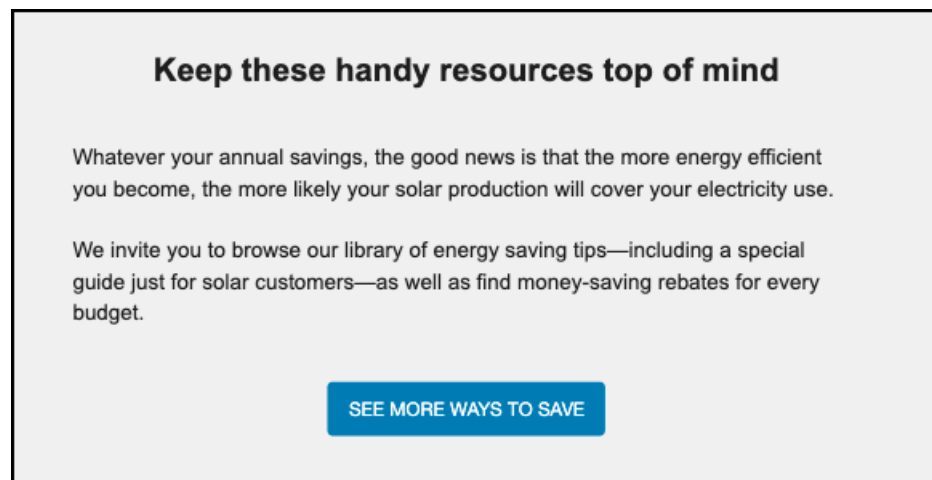 Keep these handy resources top of mind
Whatever your annual savings, the good news is that the more energy efficient
you become, the more likely your solar production will cover your electricity use.
We invite you to browse our library of energy saving tips—including a special
guide just for solar customers—as well as find money-saving rebates for every
budget.
SEE MORE WAYS TO SAVE